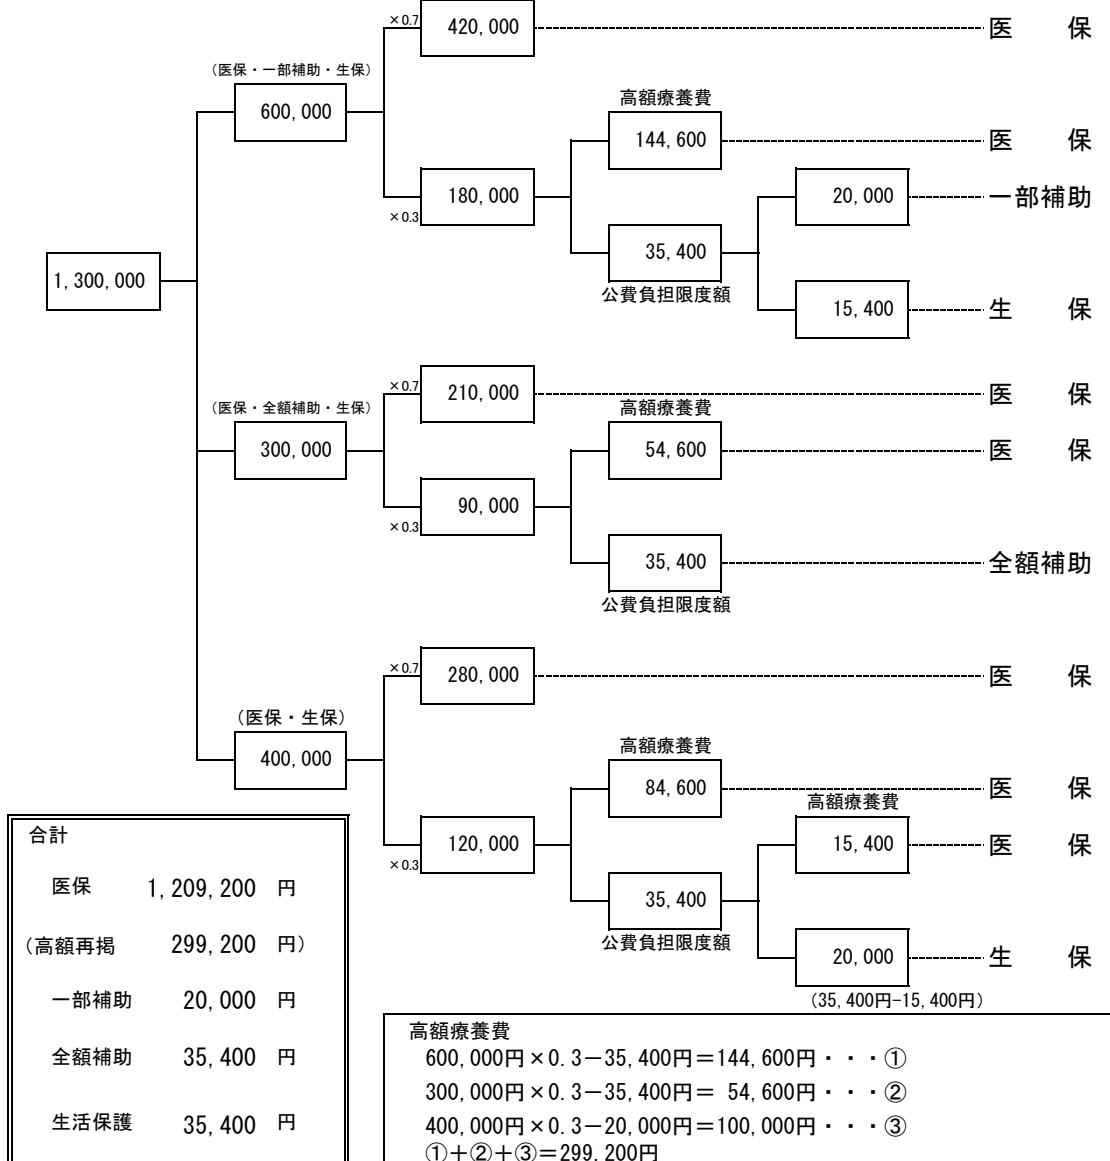 ×0.7 420,000 医 保
(医保・一部補助・生保)
600,000
高額療養費
144,600 医 保
180,000 20,000 一部補助
×0.3
35,400
1,300,000
公費負担限度額
15,400 生 保
×0.7 210,000 医 保
(医保・全額補助・生保) 高額療養費
300,000 54,600 医 保
90,000
×0.3
35,400 全額補助
公費負担限度額
×0.7 280,000 医 保
(医保・生保)
400,000
高額療養費
84,600 医 保
高額療養費
120,000 15,400 医 保
×0.3
35,400
公費負担限度額
20,000 生 保
(35,400円-15,400円)
合計
医保 1,209,200 円
(高額再掲 299,200 円)
一部補助 20,000 円
全額補助 35,400 円
生活保護 35,400 円
高額療養費
600,000円×0.3-35,400円=144,600円・・・①
300,000円×0.3-35,400円= 54,600円・・・②
400,000円×0.3-20,000円=100,000円・・・③
①+②+③=299,200円